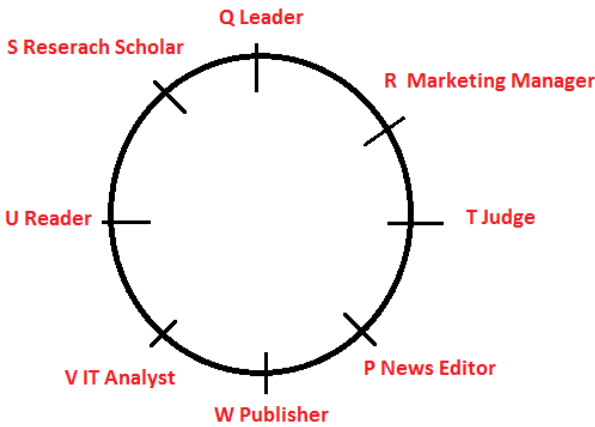 Q Leader
S Reserach Scholar
R Marketing Manager
U Reader
T Judge
V IT Analyst
P News Editor
W Publisher